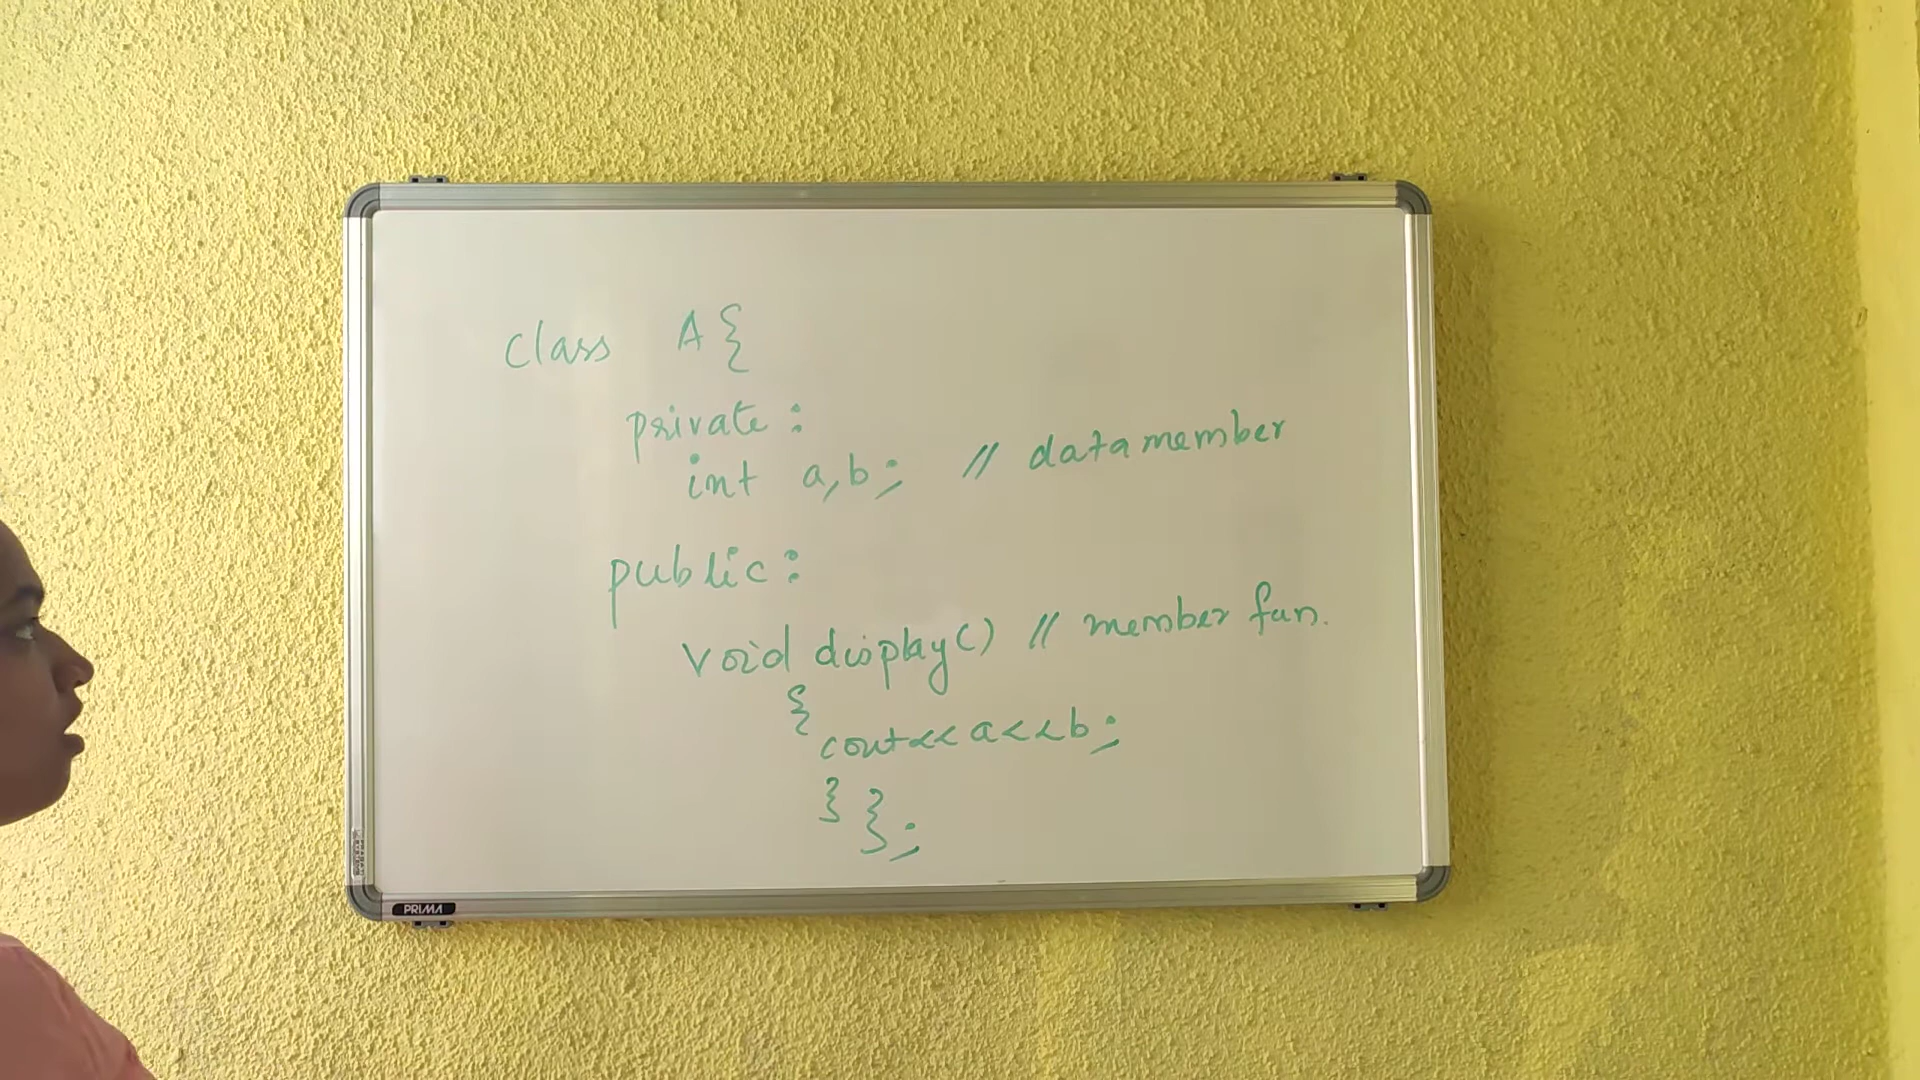 class A{
private:
int a,b; // datamember
public:
void display() // member fun.
{
cout<<a<<b;
} };
PRIMA